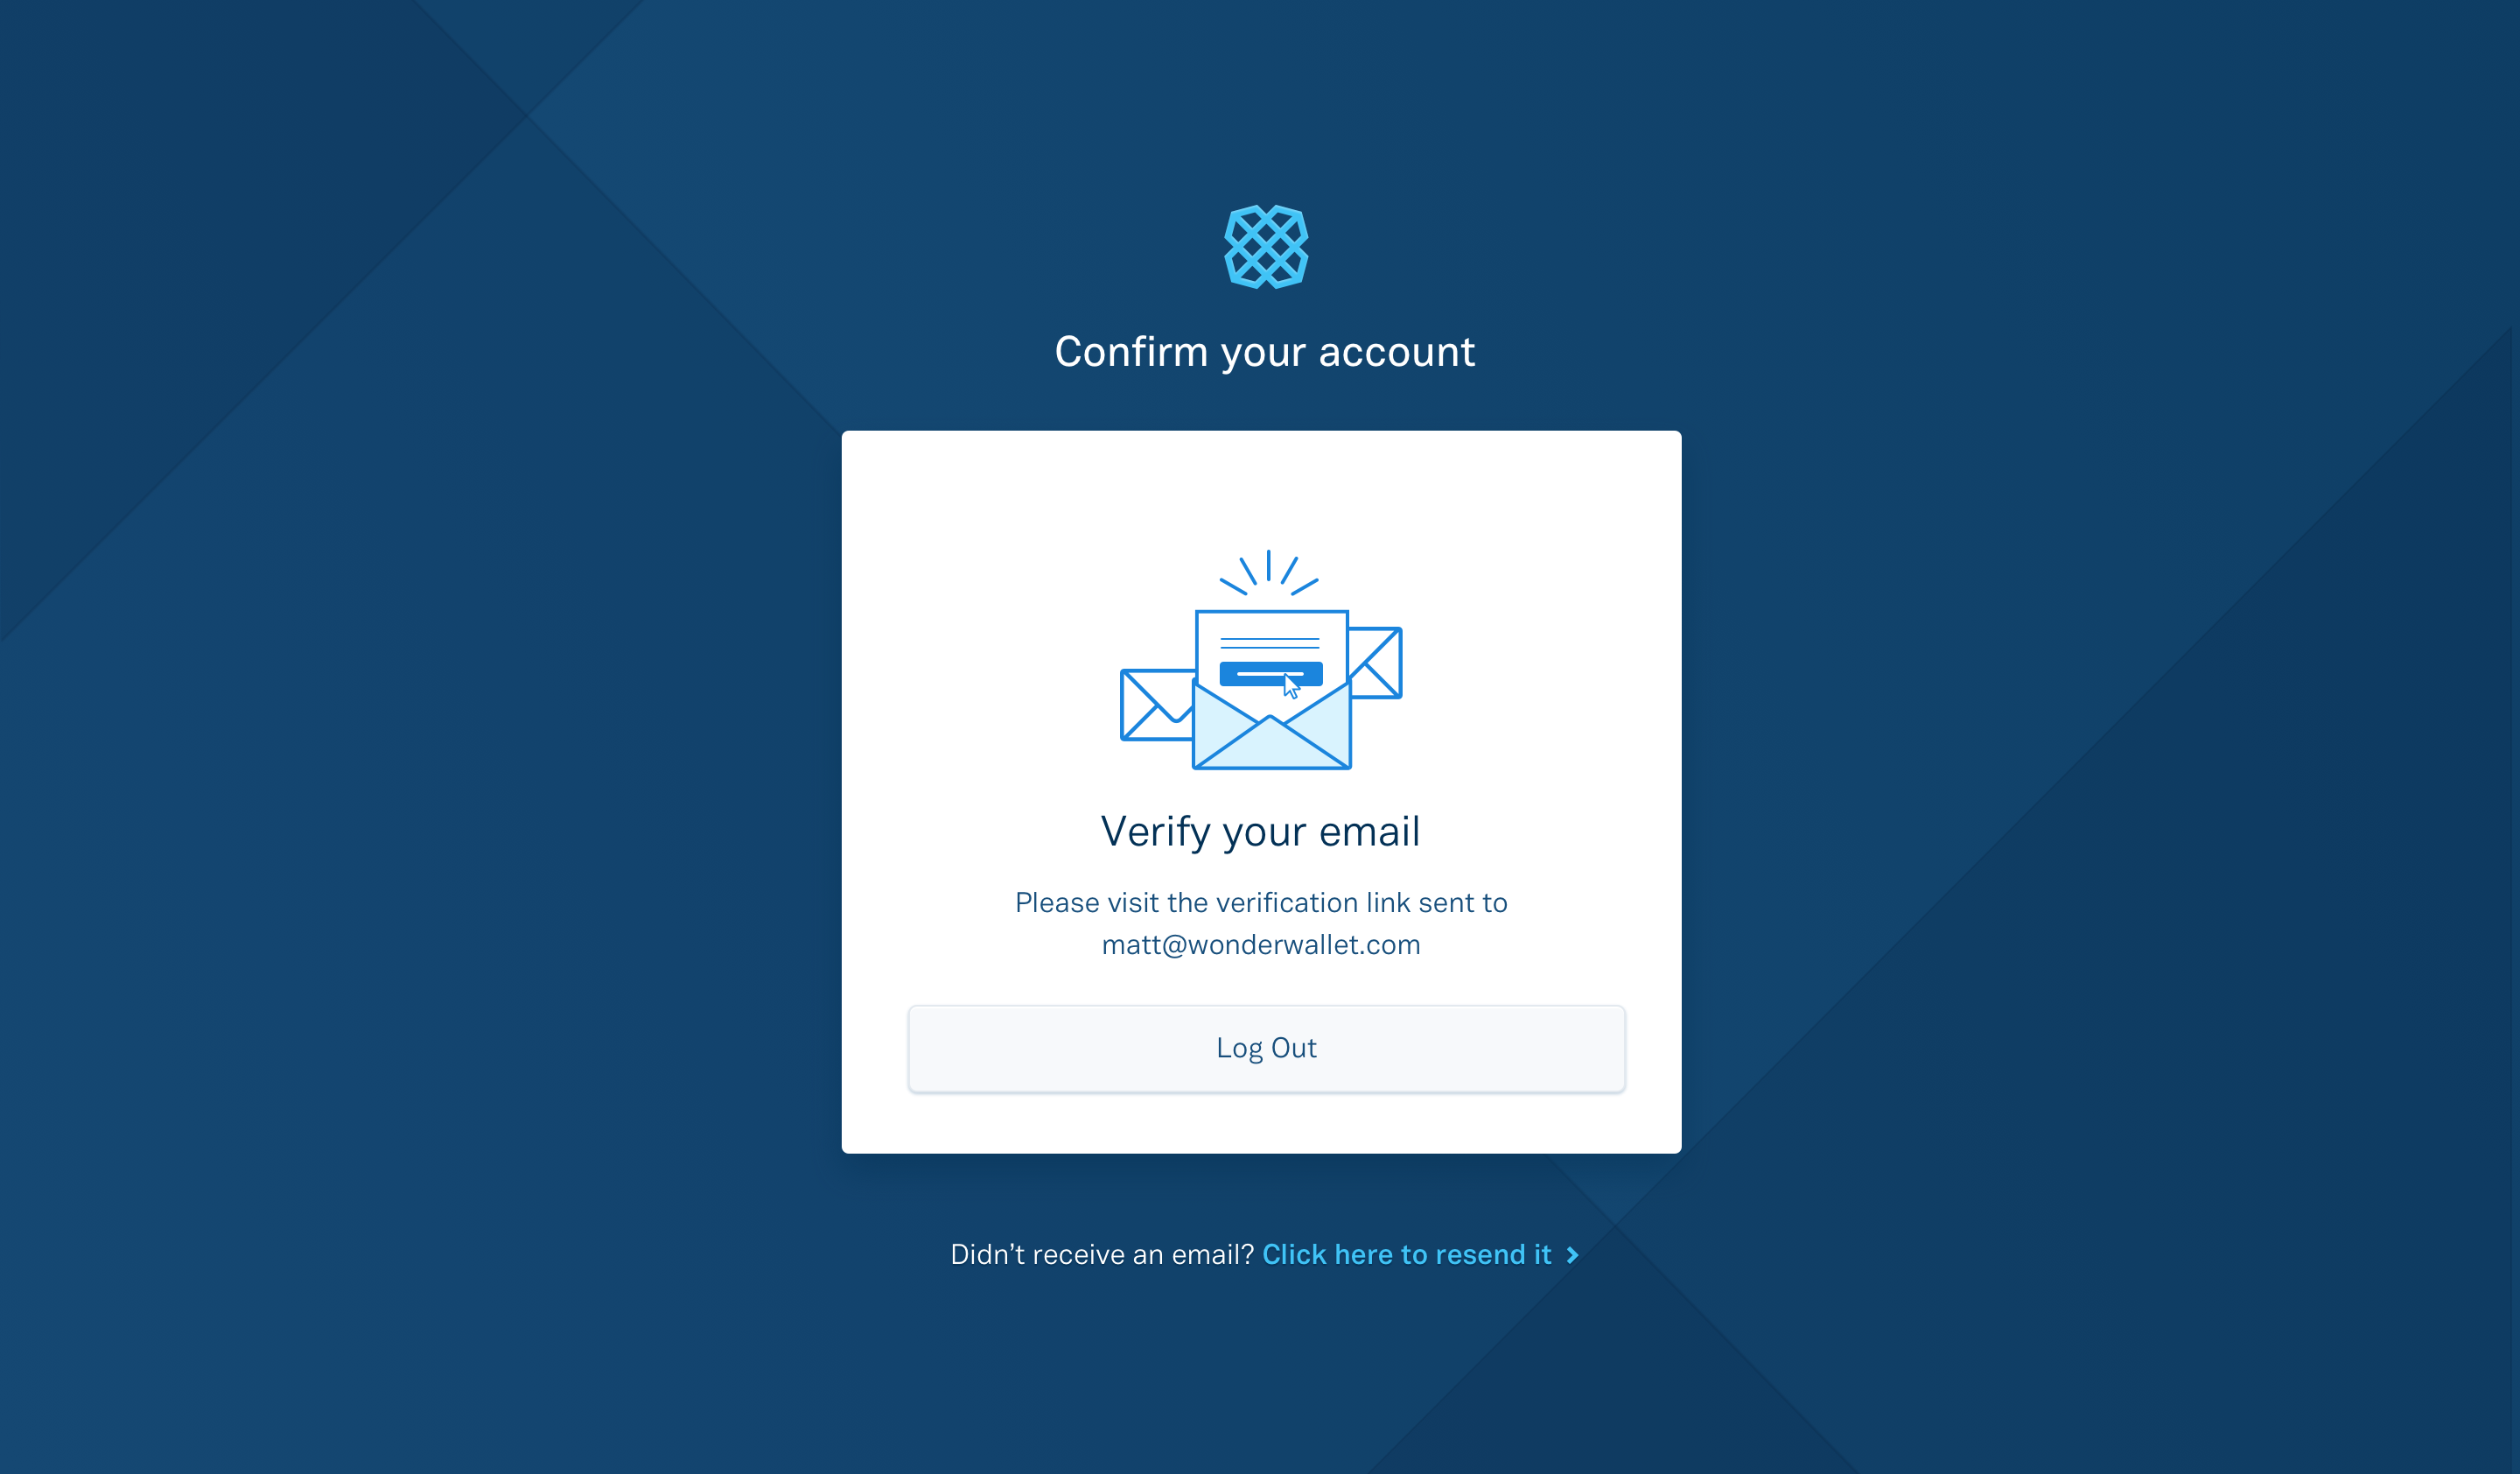 Confirm your account
Verify your email
Please visit the verification link sent to
matt@wonderwallet.com
Log Out
Didn’t receive an email? Click here to resend it